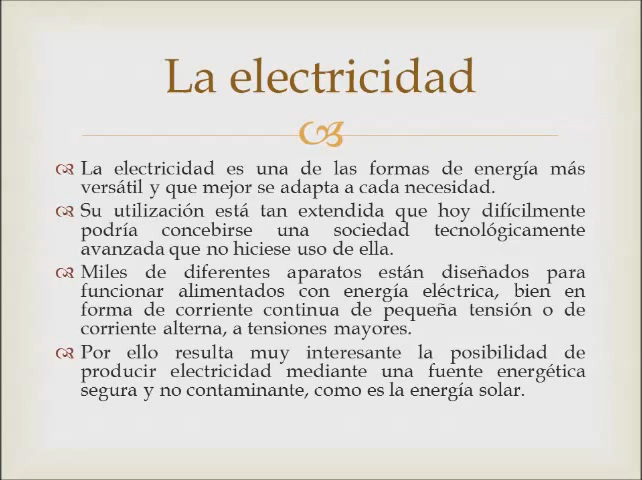 La electricidad
La electricidad es una de las formas de energía más
versátil y que mejor se adapta a cada necesidad.
Su utilización está tan extendida que hoy difícilmente
podría concebirse una sociedad tecnológicamente
avanzada que no hiciese uso de ella.
Miles de diferentes aparatos están diseñados para
funcionar alimentados con energía eléctrica, bien en
forma de corriente continua de pequeña tensión o de
corriente alterna, a tensiones mayores.
Por ello resulta muy interesante la posibilidad de
producir electricidad mediante una fuente energética
segura y no contaminante, como es la energía solar.